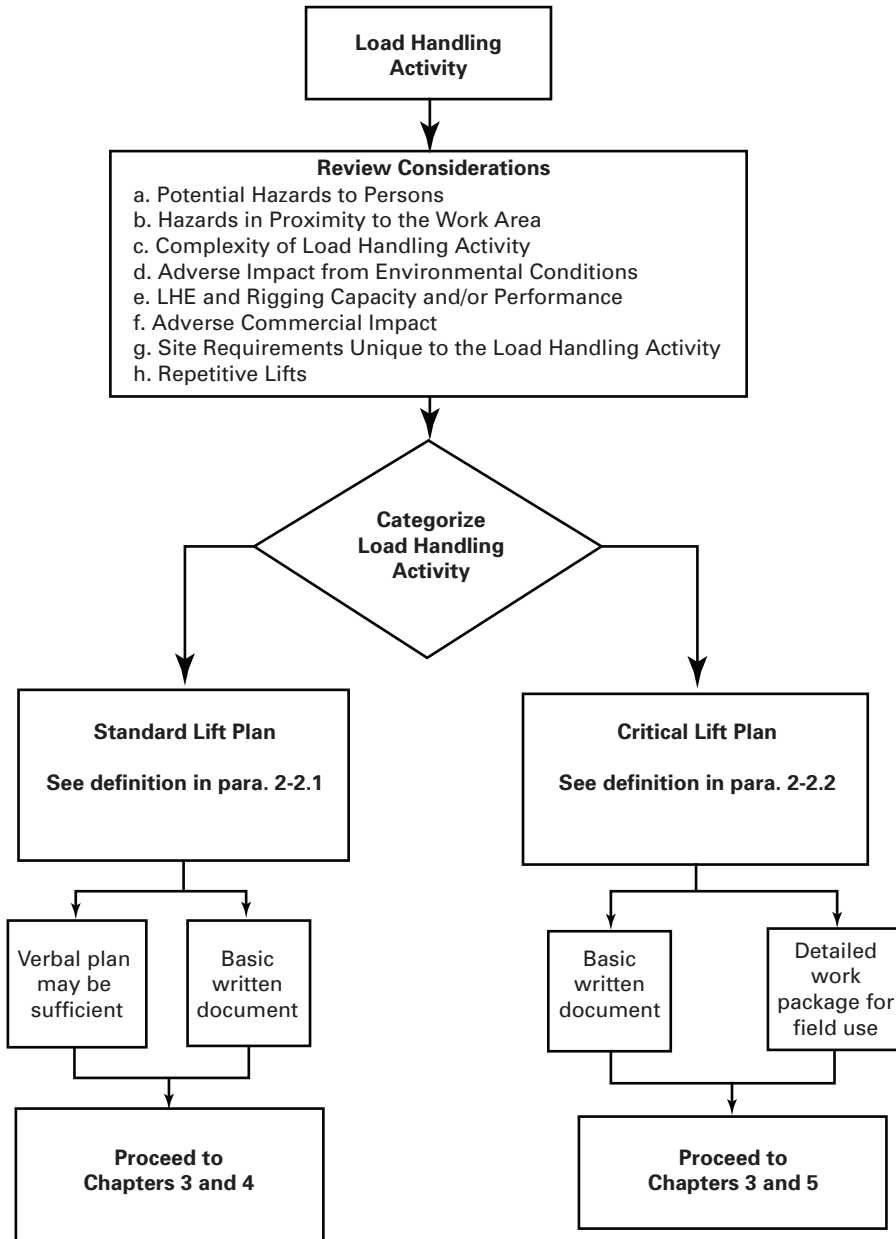 Load Handling
Activity
Review Considerations
a. Potential Hazards to Persons
b. Hazards in Proximity to the Work Area
c. Complexity of Load Handling Activity
d. Adverse Impact from Environmental Conditions
e. LHE and Rigging Capacity and/or Performance
f. Adverse Commercial Impact
g. Site Requirements Unique to the Load Handling Activity
h. Repetitive Lifts
Categorize
Load Handling
Activity
Standard Lift Plan
See definition in para. 2-2.1
Critical Lift Plan
See definition in para. 2-2.2
Verbal plan
may be
sufficient
Basic
written
document
Basic
written
document
Detailed
work
package for
field use
Proceed to
Chapters 3 and 4
Proceed to
Chapters 3 and 5